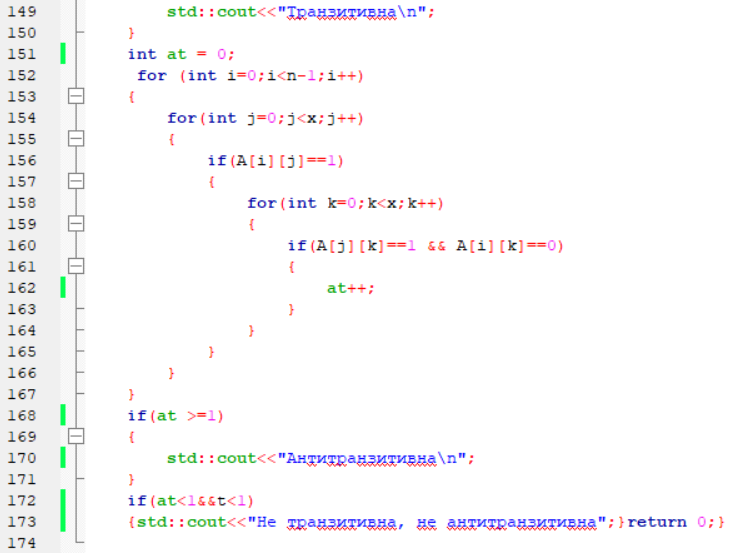 149 std::cout<<"Транзитивна\n";
150 }
151 int at = 0;
152 for (int i=0;i<n-1;i++)
153 {
154 for(int j=0;j<x;j++)
155 {
156 if(A[i][j]==1)
157 {
158 for(int k=0;k<x;k++)
159 {
160 if(A[j][k]==1 && A[i][k]==0)
161 {
162 at++;
163 }
164 }
165 }
166 }
167 }
168 if(at >=1)
169 {
170 std::cout<<"Антитранзитивна\n";
171 }
172 if(at<1&&t<1)
173 {std::cout<<"Не транзитивна, не антитранзитивна";}return 0;}
174